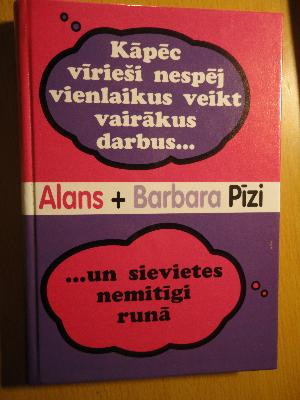 Kāpēc
vīrieši nespēj
vienlaikus veikt
vairākus
darbus...
Alans + Barbara Pīzi
...un sievietes
nemitīgi
runā